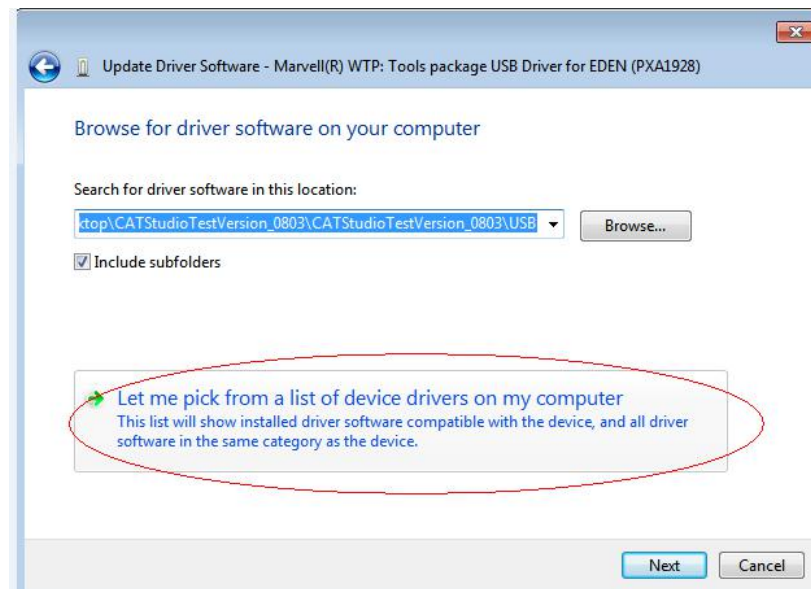 Update Driver Software - Marvell(R) WTP: Tools package USB Driver for EDEN (PXA1928)
Browse for driver software on your computer
Search for driver software in this location:
ktop\CATStudioTestVersion_0803\CATStudioTestVersion_0803\USB
Browse...
Include subfolders
Let me pick from a list of device drivers on my computer
This list will show installed driver software compatible with the device, and all driver
software in the same category as the device.
Next
Cancel